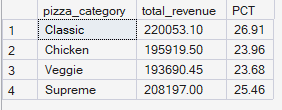 pizza_category total_revenue PCT
1 Classic 220053.10 26.91
2 Chicken 195919.50 23.96
3 Veggie 193690.45 23.68
4 Supreme 208197.00 25.46